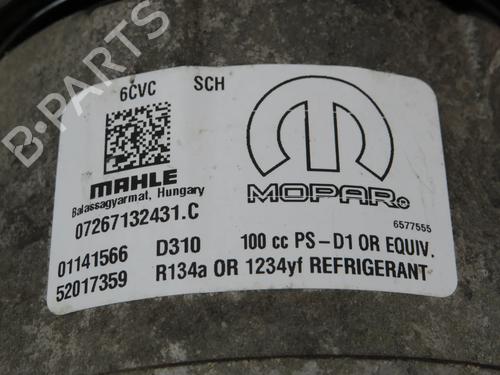 6CVC SCH
MAHLE
Balassagyarmat, Hungary
07267132431.C
MOPAR®
6577555
01141566 D310 100 cc PS-D1 OR EQUIV.
52017359 R134a OR 1234yf REFRIGERANT
B-PARTS